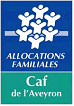 ALLOCATIONS
FAMILIALES
Caf
de l'Aveyron